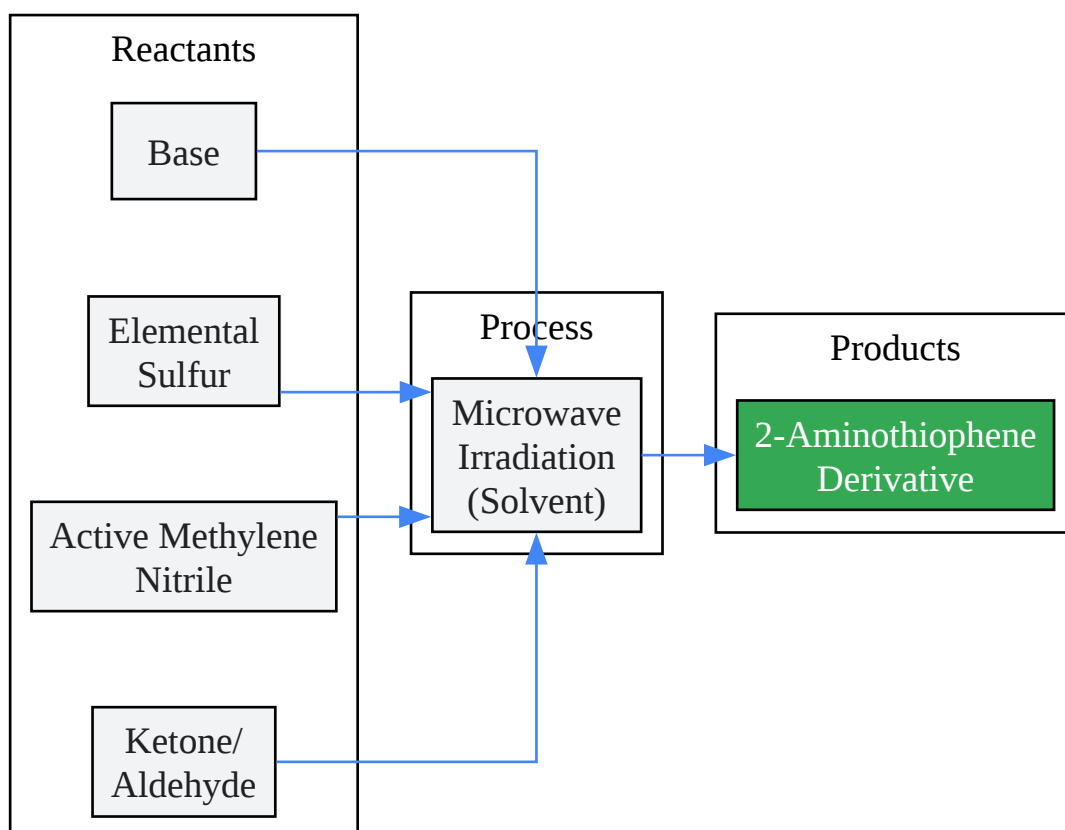 Reactants
Base
Elemental
Sulfur
Active Methylene
Nitrile
Ketone/
Aldehyde
Process
Microwave
Irradiation
(Solvent)
Products
2-Aminothiophene
Derivative